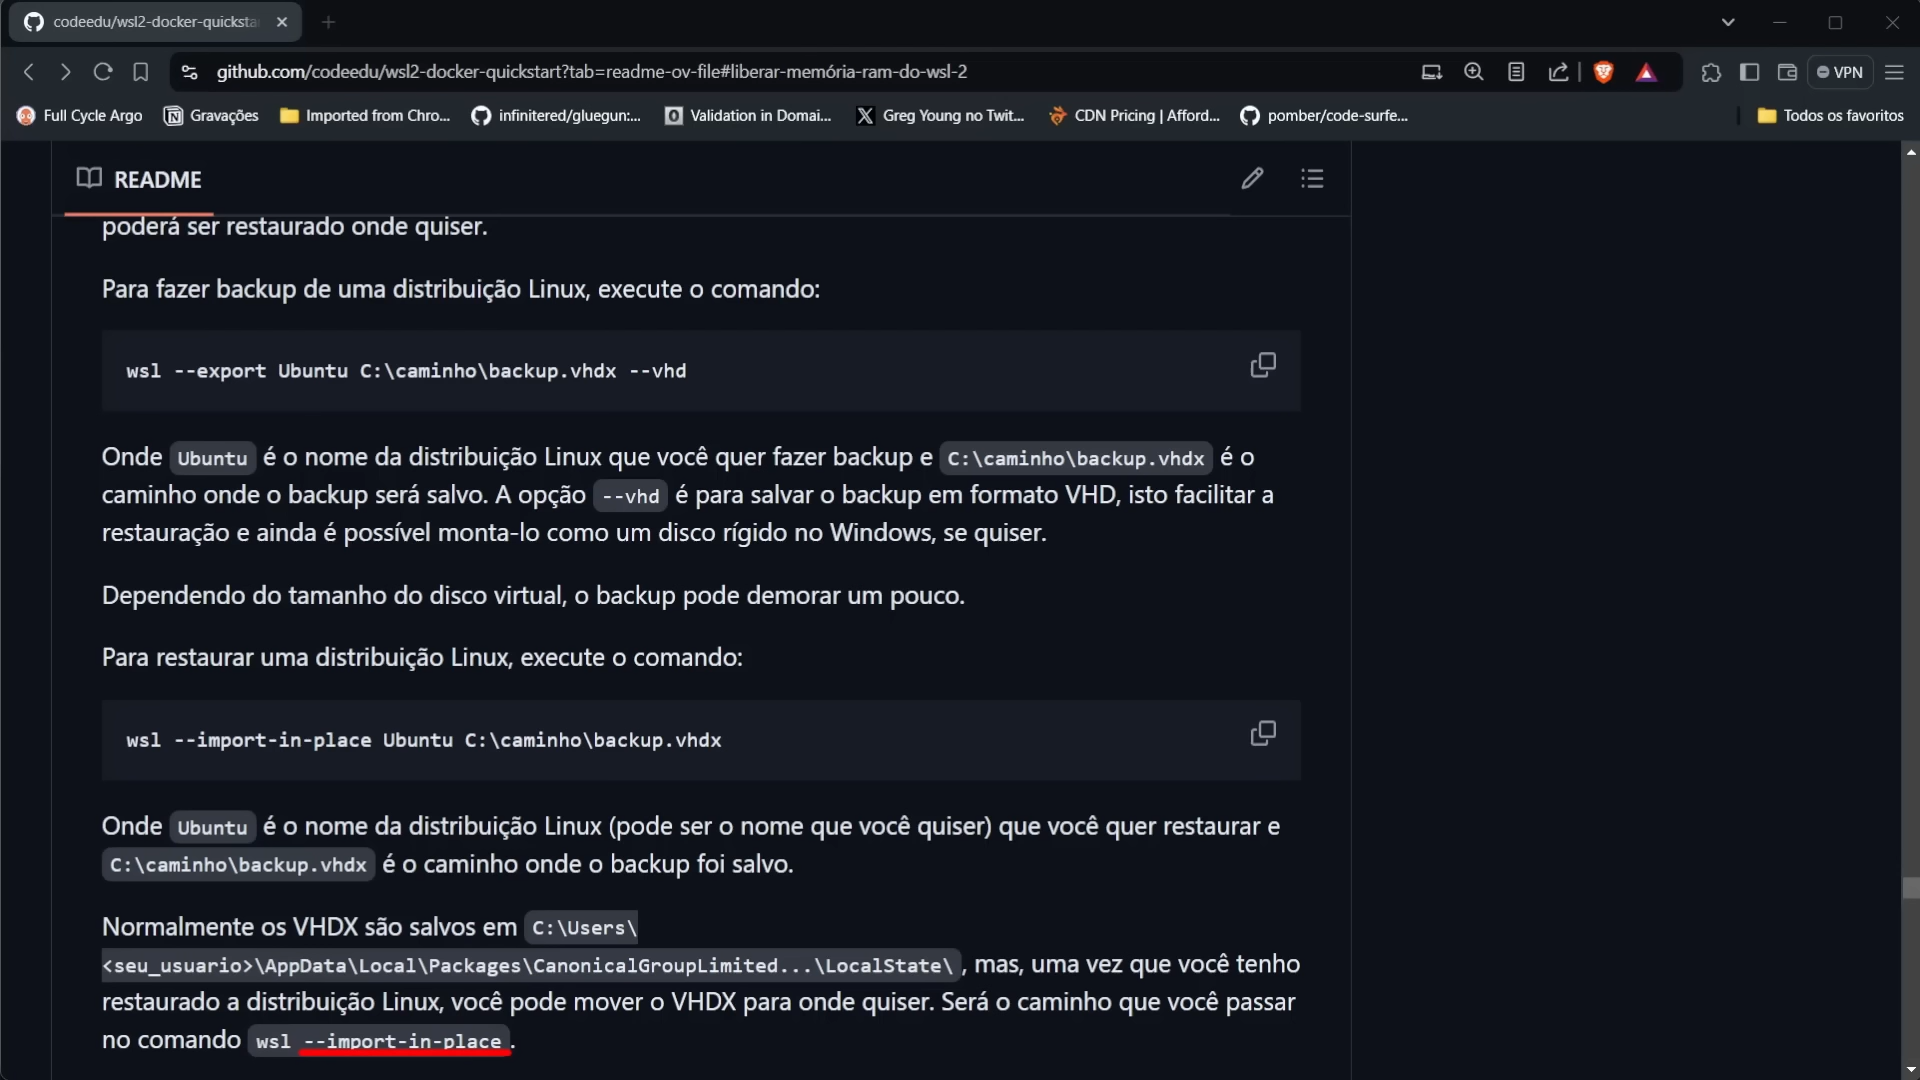 codeedu/wsl2-docker-quicksta
github.com/codeedu/wsl2-docker-quickstart?tab=readme-ov-file#liberar-memória-ram-do-wsl-2
VPN
Full Cycle Argo
Gravações
Imported from Chro...
infinitered/gluegun:...
Validation in Domai...
Greg Young no Twit...
CDN Pricing | Afford...
pomber/code-surfe...
Todos os favoritos
README
poderá ser restaurado onde quiser.
Para fazer backup de uma distribuição Linux, execute o comando:
wsl --export Ubuntu C:\caminho\backup.vhdx --vhd
Onde Ubuntu é o nome da distribuição Linux que você quer fazer backup e C:\caminho\backup.vhdx é o
caminho onde o backup será salvo. A opção --vhd é para salvar o backup em formato VHD, isto facilitar a
restauração e ainda é possível monta-lo como um disco rígido no Windows, se quiser.
Dependendo do tamanho do disco virtual, o backup pode demorar um pouco.
Para restaurar uma distribuição Linux, execute o comando:
wsl --import-in-place Ubuntu C:\caminho\backup.vhdx
Onde Ubuntu é o nome da distribuição Linux (pode ser o nome que você quiser) que você quer restaurar e
C:\caminho\backup.vhdx é o caminho onde o backup foi salvo.
Normalmente os VHDX são salvos em C:\Users\
<seu_usuario>\AppData\Local\Packages\CanonicalGroupLimited...\LocalState\ , mas, uma vez que você tenho
restaurado a distribuição Linux, você pode mover o VHDX para onde quiser. Será o caminho que você passar
no comando wsl --import-in-place .